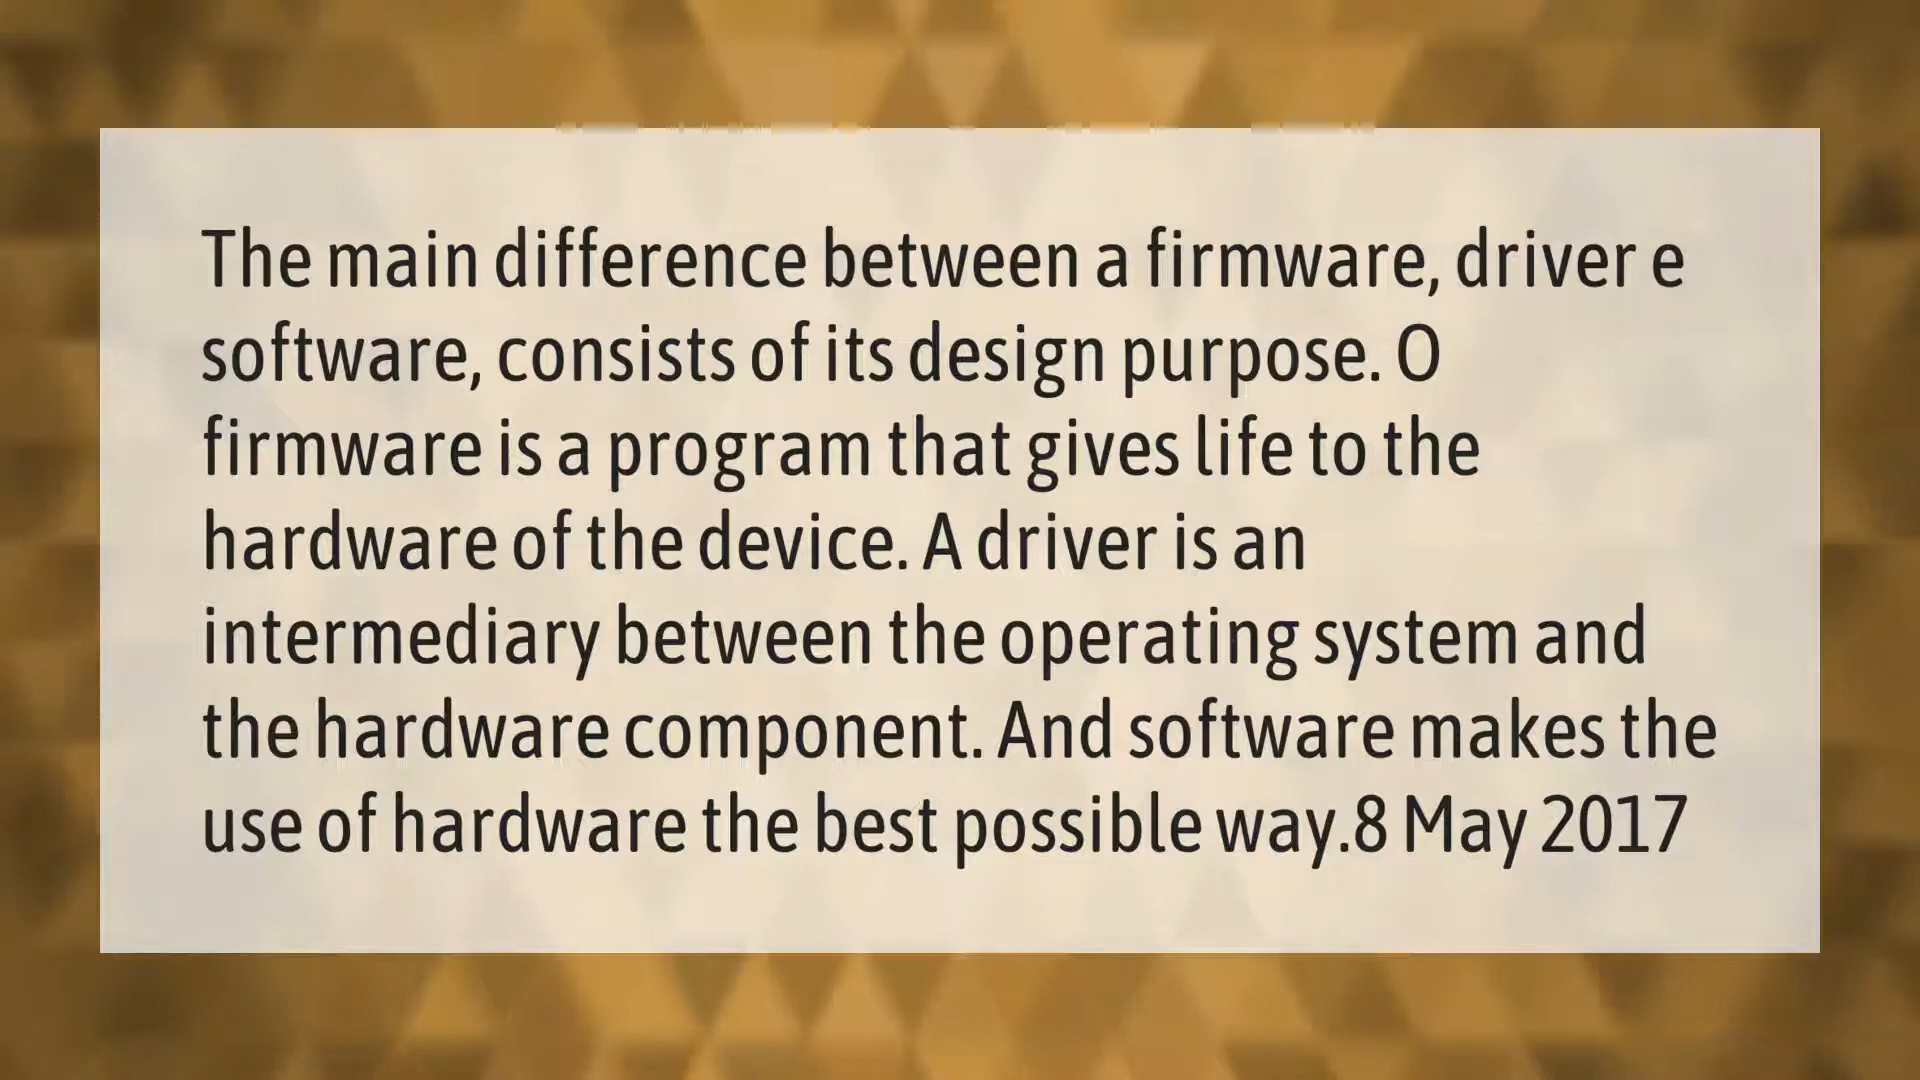 The main difference between a firmware, driver e
software, consists of its design purpose. O
firmware is a program that gives life to the
hardware of the device. A driver is an
intermediary between the operating system and
the hardware component. And software makes the
use of hardware the best possible way.8 May 2017